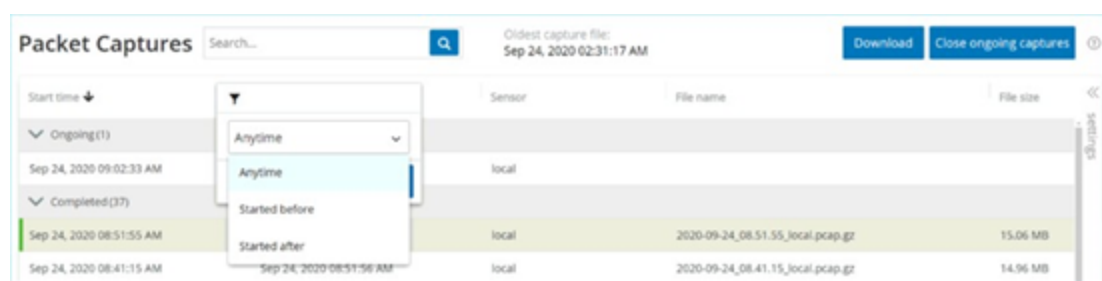 Packet Captures
Search...
Oldest capture file:
Sep 24, 2020 02:31:17 AM
Download
Close ongoing captures
Start time
Sensor
File name
File size
settings
Ongoing (1)
Anytime
Sep 24, 2020 09:02:33 AM
Anytime
local
Completed (37)
Started before
Sep 24, 2020 08:51:55 AM
local
2020-09-24_08.51.55_local.pcap.gz
15.06 MB
Started after
Sep 24, 2020 08:41:15 AM
Sep 24, 2020 08:51:56 AM
local
2020-09-24_08.41.15_local.pcap.gz
14.96 MB